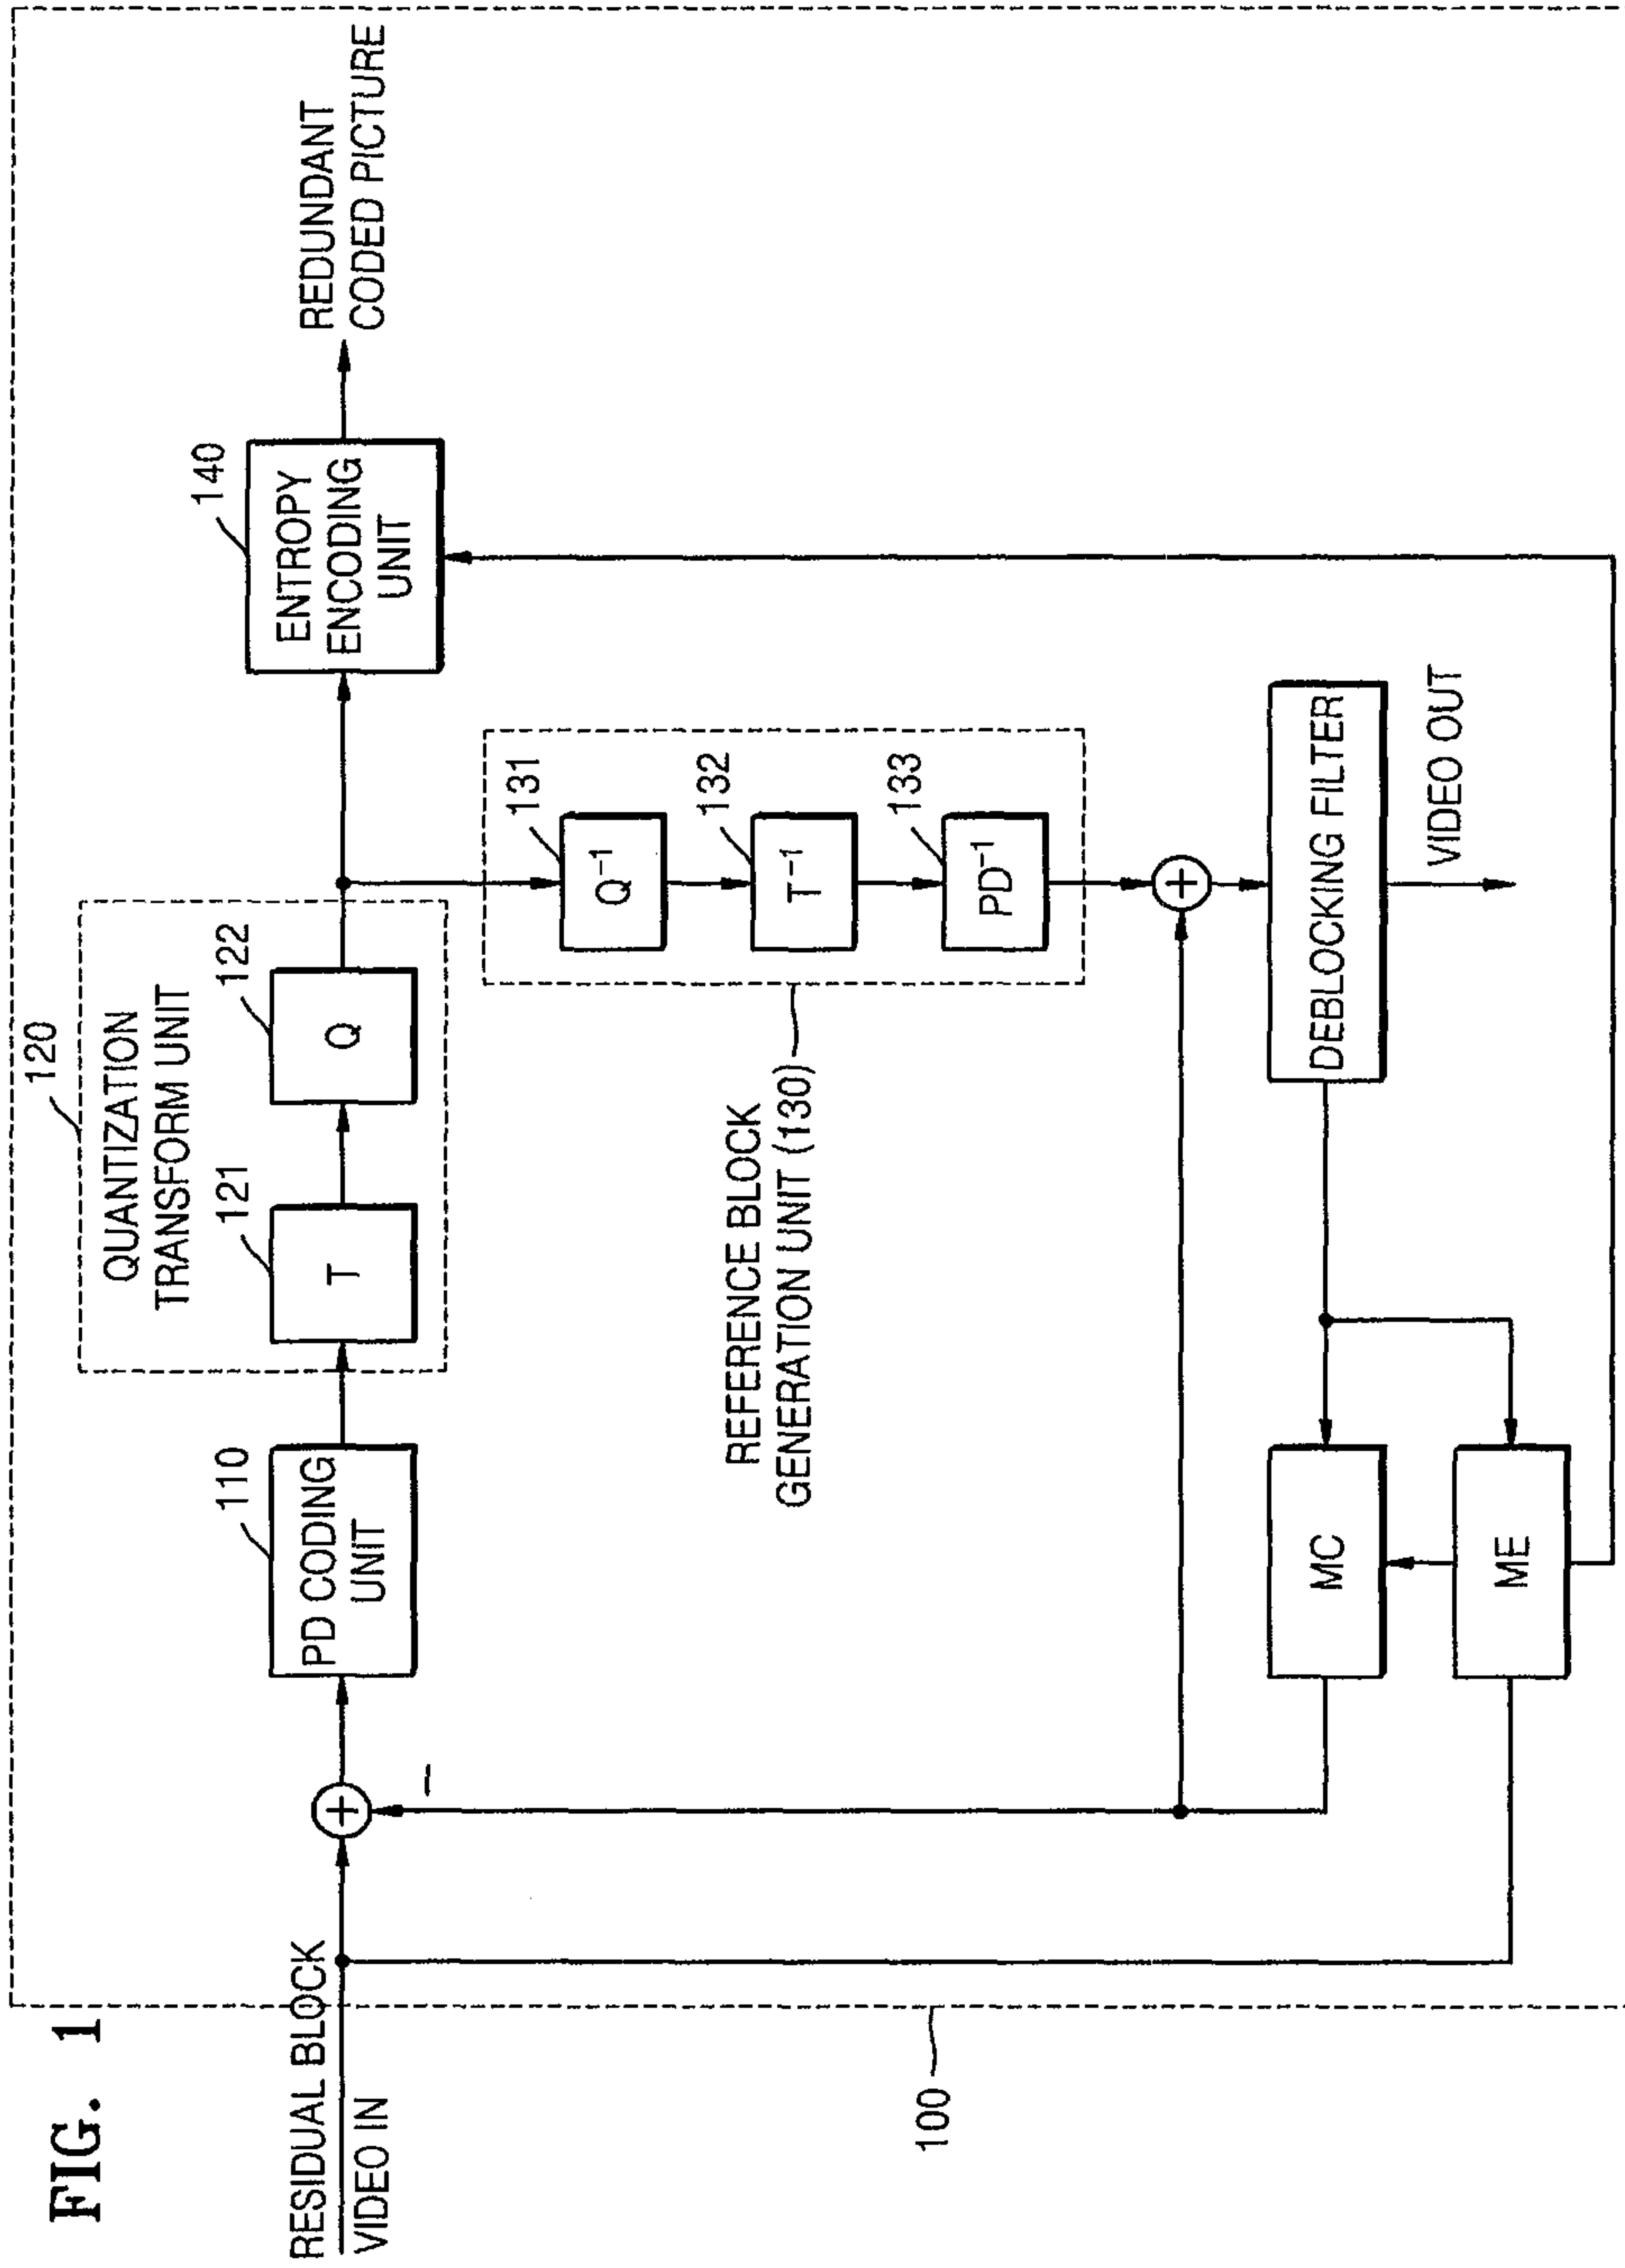 FIG. 1
RESIDUAL BLOCK
VIDEO IN
100
+
−
110
PD CODING
UNIT
120
QUANTIZATION
TRANSFORM UNIT
121
T
122
Q
140
ENTROPY
ENCODING
UNIT
REDUNDANT
CODED PICTURE
131
Q⁻¹
132
T⁻¹
133
PD⁻¹
REFERENCE BLOCK
GENERATION UNIT (130)
+
DEBLOCKING FILTER
VIDEO OUT
MC
ME